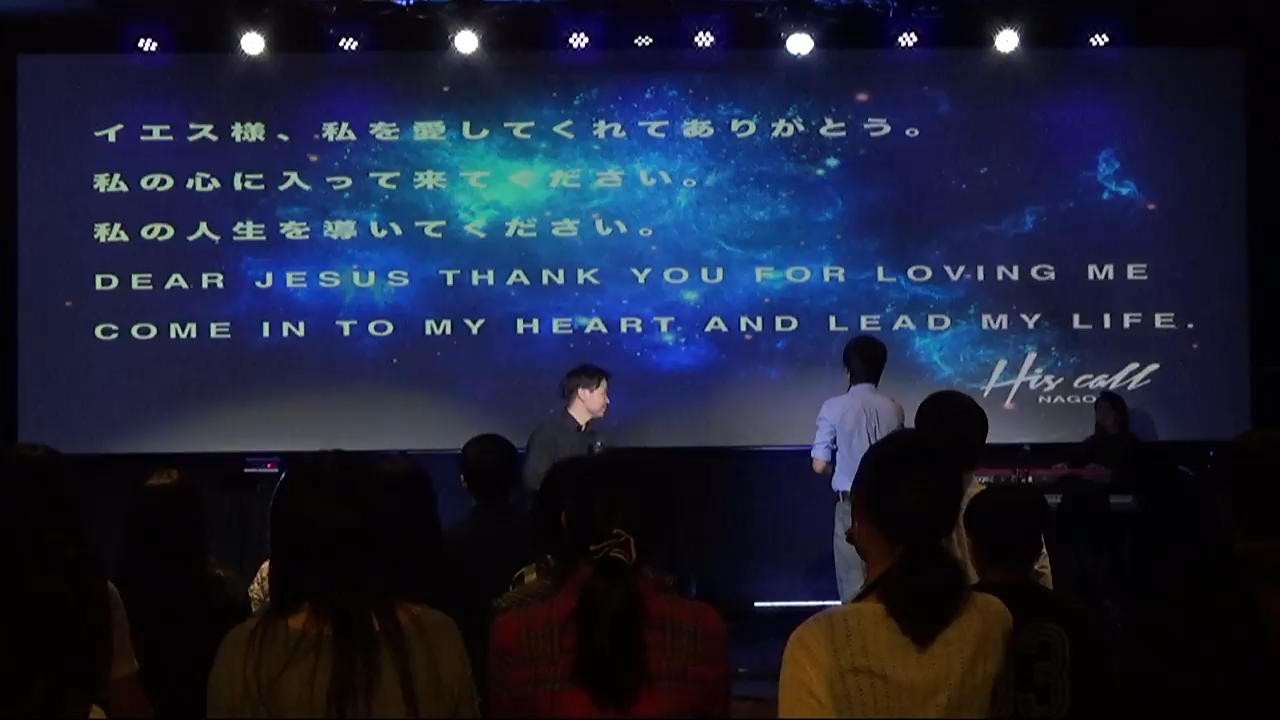 イエス様、私を愛してくれてありがとう。
私の心に入って来てください。
私の人生を導いてください。
DEAR JESUS THANK YOU FOR LOVING ME
COME IN TO MY HEART AND LEAD MY LIFE.
His call
3